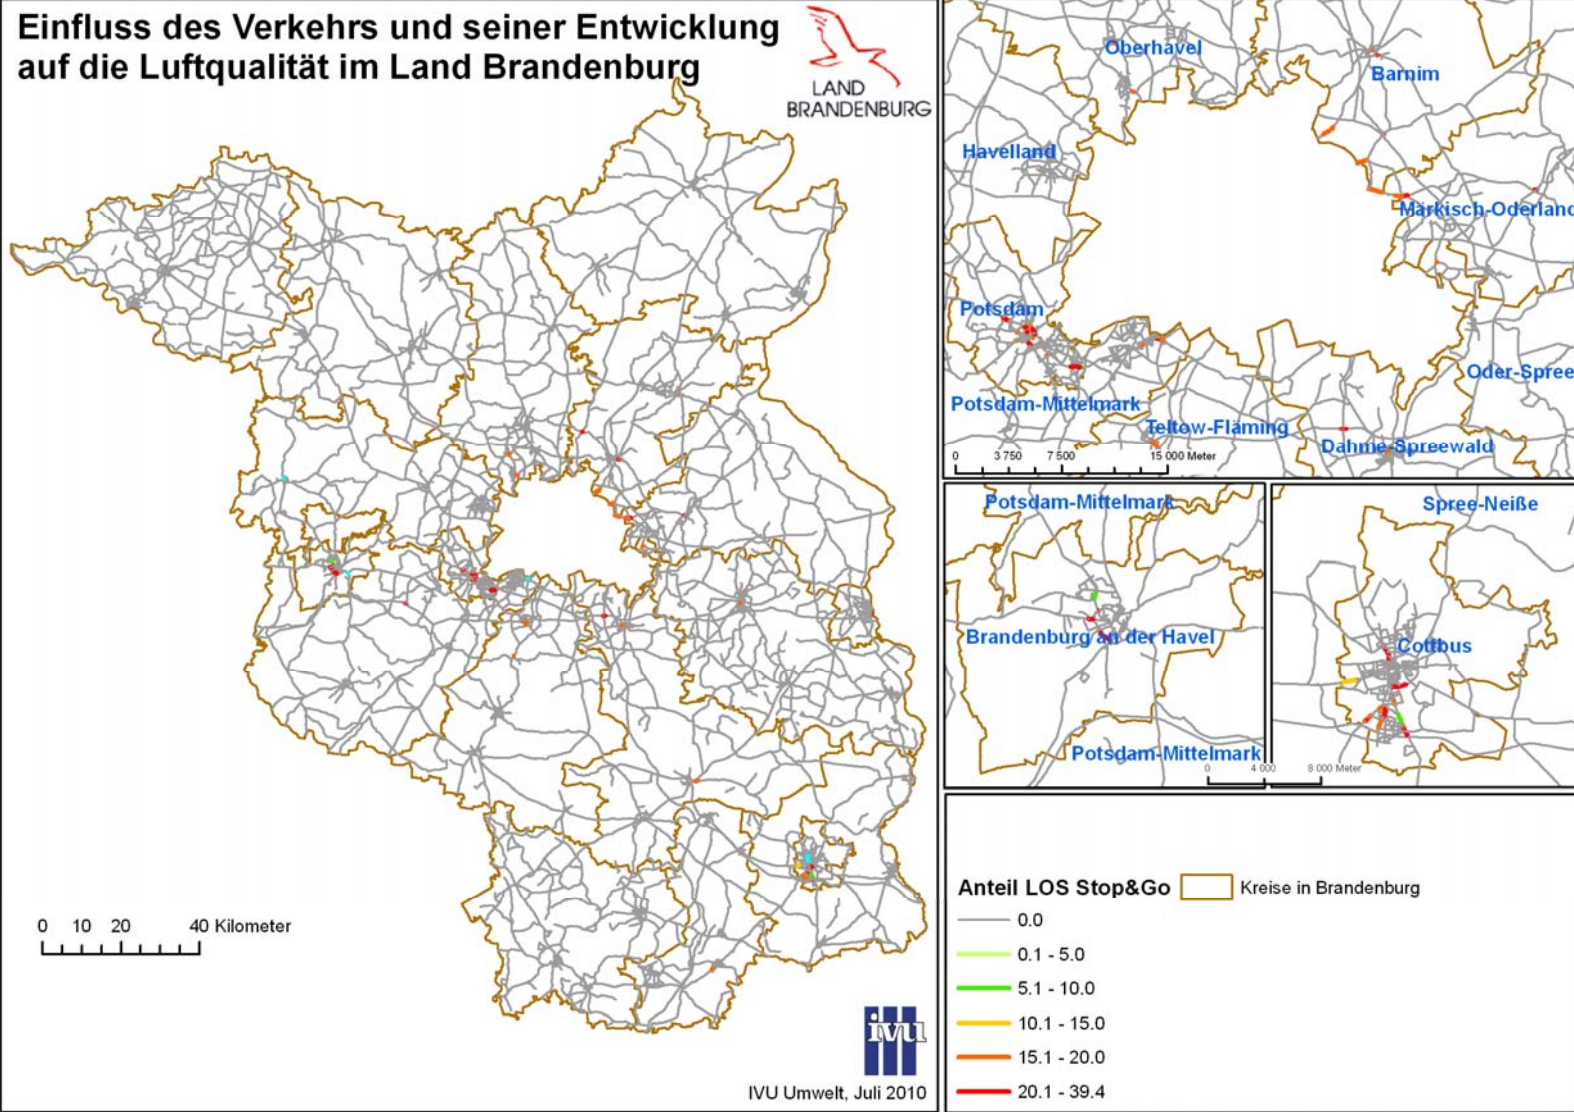 Einfluss des Verkehrs und seiner Entwicklung
auf die Luftqualität im Land Brandenburg
LAND
BRANDENBURG
0 10 20 40 Kilometer
ivu
IVU Umwelt, Juli 2010
Oberhavel
Barnim
Havelland
Märkisch-Oderland
Potsdam
Oder-Spree
Potsdam-Mittelmark
Teltow-Fläming
Dahme-Spreewald
0 3 750 7 500 15 000 Meter
Potsdam-Mittelmark
Brandenburg an der Havel
Potsdam-Mittelmark
Spree-Neiße
Cottbus
0 4 000 8 000 Meter
Anteil LOS Stop&Go
Kreise in Brandenburg
0.0
0.1 - 5.0
5.1 - 10.0
10.1 - 15.0
15.1 - 20.0
20.1 - 39.4